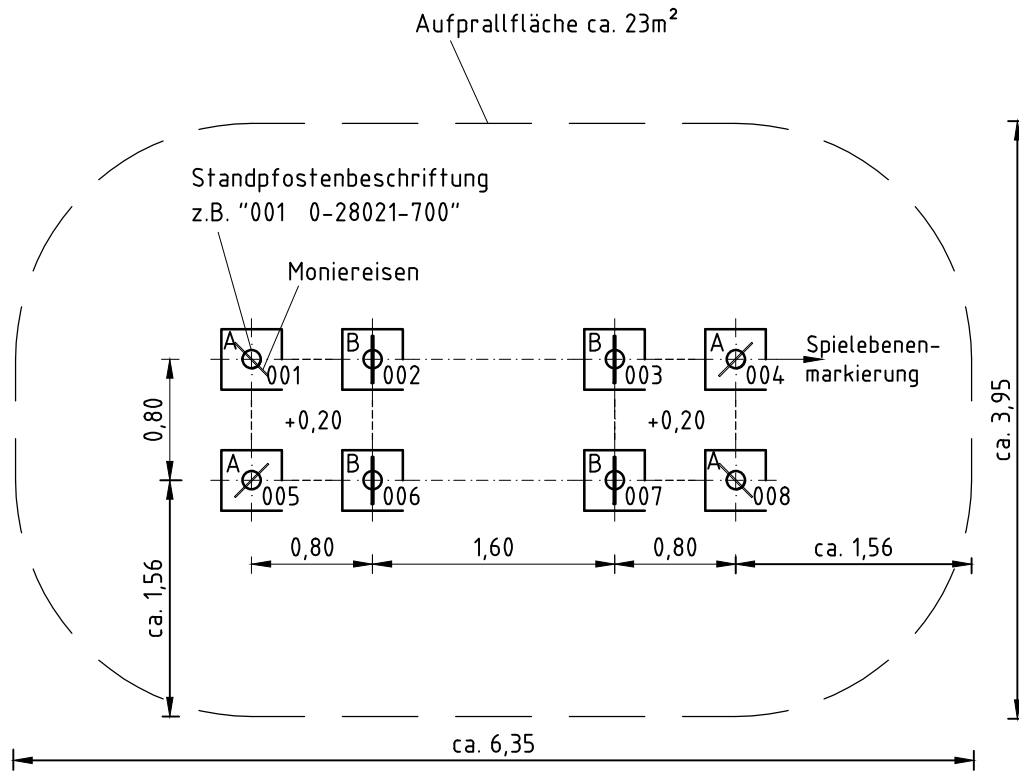 Aufprallfläche ca. 23m²
Standpfostenbeschriftung
z.B. "001 0-28021-700"
Moniereisen
A
001
B
002
B
003
A
004
Spielebenen-
markierung
0,80
+0,20
+0,20
ca. 3,95
A
005
B
006
B
007
A
008
0,80
1,60
0,80
ca. 1,56
ca. 1,56
ca. 6,35